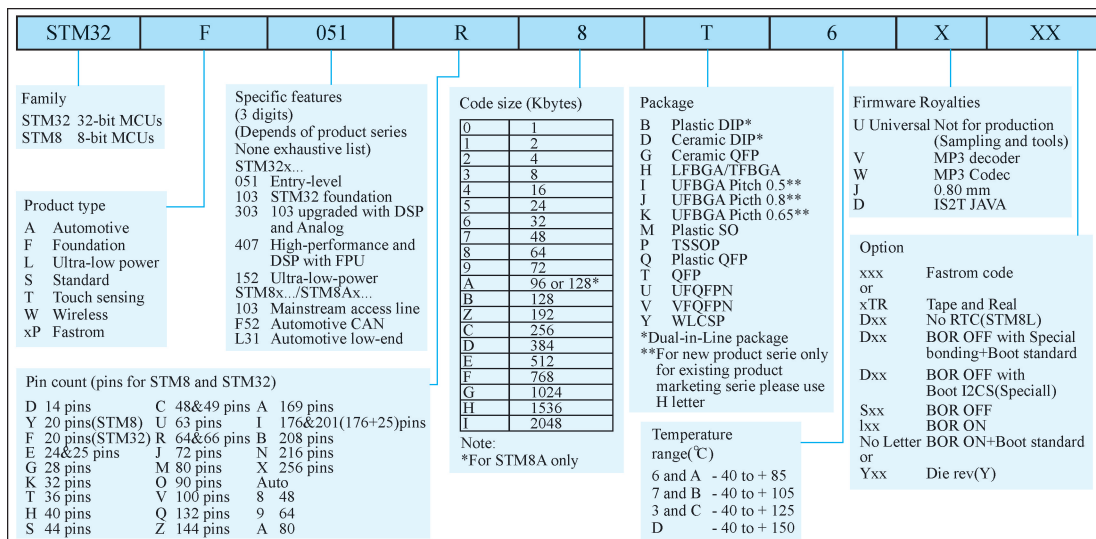 STM32 F 051 R 8 T 6 X XX
Family
STM32 32-bit MCUs
STM8 8-bit MCUs
Product type
A Automotive
F Foundation
L Ultra-low power
S Standard
T Touch sensing
W Wireless
xP Fastrom
Specific features
(3 digits)
(Depends of product series
None exhaustive list)
STM32x...
051 Entry-level
103 STM32 foundation
303 103 upgraded with DSP
and Analog
407 High-performance and
DSP with FPU
152 Ultra-low-power
STM8x.../STM8Ax...
103 Mainstream access line
F52 Automotive CAN
L31 Automotive low-end
Pin count (pins for STM8 and STM32)
D 14 pins C 48&49 pins A 169 pins
Y 20 pins(STM8) U 63 pins I 176&201(176+25)pins
F 20 pins(STM32) R 64&66 pins B 208 pins
E 24&25 pins J 72 pins N 216 pins
G 28 pins M 80 pins X 256 pins
K 32 pins O 90 pins Auto
T 36 pins V 100 pins 8 48
H 40 pins Q 132 pins 9 64
S 44 pins Z 144 pins A 80
Code size (Kbytes)
0 1
1 2
2 4
3 8
4 16
5 24
6 32
7 48
8 64
9 72
A 96 or 128*
B 128
Z 192
C 256
D 384
E 512
F 768
G 1024
H 1536
I 2048
Note:
*For STM8A only
Package
B Plastic DIP*
D Ceramic DIP*
G Ceramic QFP
H LFBGA/TFBGA
I UFBGA Pitch 0.5**
J UFBGA Picth 0.8**
K UFBGA Picth 0.65**
M Plastic SO
P TSSOP
Q Plastic QFP
T QFP
U UFQFPN
V VFQFPN
Y WLCSP
*Dual-in-Line package
**For new product serie only
for existing product
marketing serie please use
H letter
Temperature
range(℃)
6 and A - 40 to + 85
7 and B - 40 to + 105
3 and C - 40 to + 125
D - 40 to + 150
Firmware Royalties
U Universal Not for production
(Sampling and tools)
V MP3 decoder
W MP3 Codec
J 0.80 mm
D IS2T JAVA
Option
xxx Fastrom code
or
xTR Tape and Real
Dxx No RTC(STM8L)
Dxx BOR OFF with Special
bonding+Boot standard
Dxx BOR OFF with
Boot I2CS(Speciall)
Sxx BOR OFF
lxx BOR ON
No Letter BOR ON+Boot standard
or
Yxx Die rev(Y)